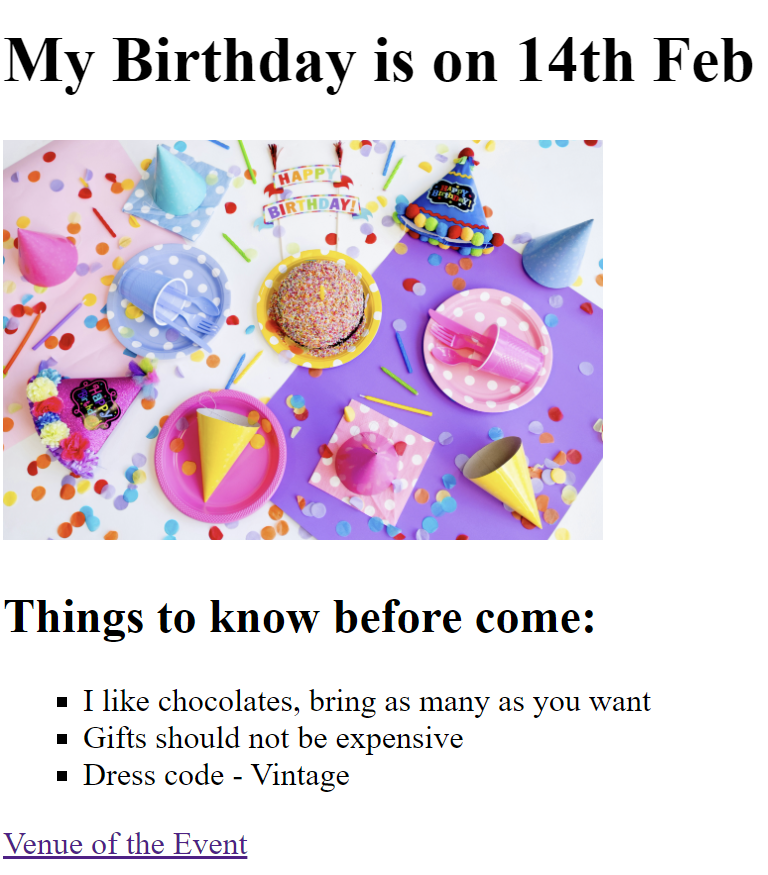 My Birthday is on 14th Feb
HAPPY
BIRTHDAY!
HAPPY
BIRTHDAY!
HAPPY
Things to know before come:
I like chocolates, bring as many as you want
Gifts should not be expensive
Dress code - Vintage
Venue of the Event